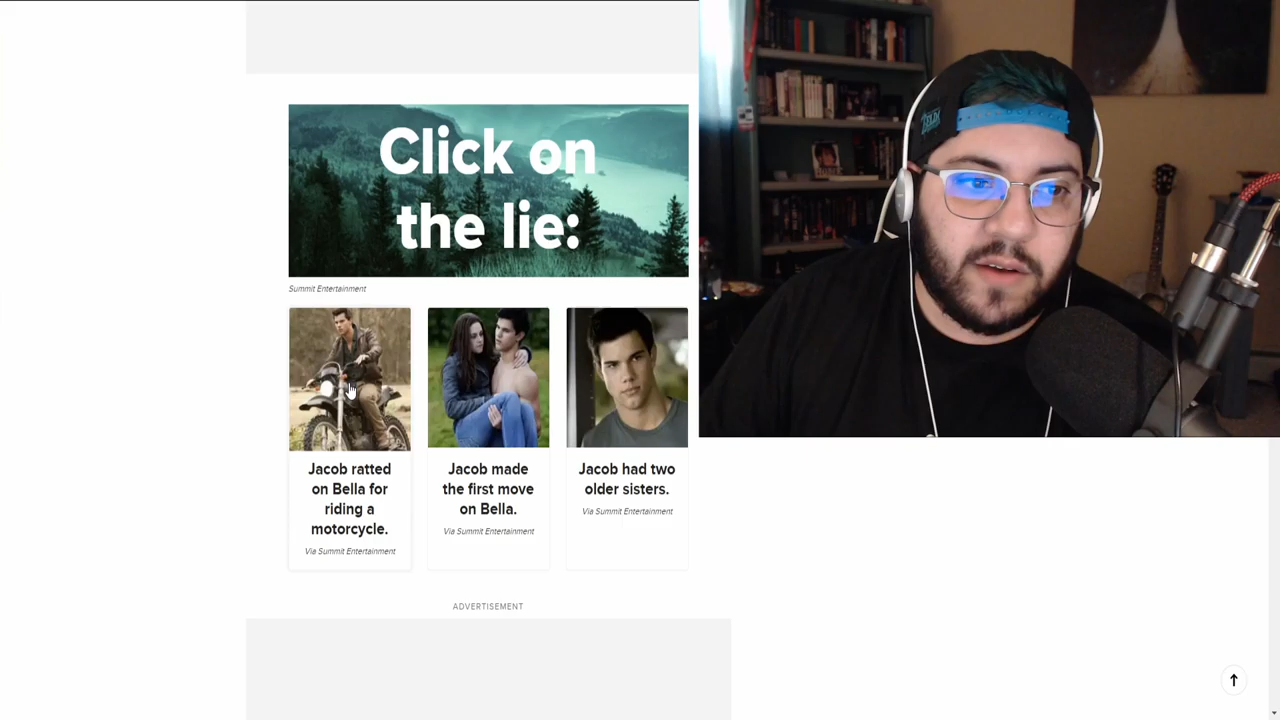 Click on
the lie:
Summit Entertainment
Jacob ratted
on Bella for
riding a
motorcycle.
Via Summit Entertainment
Jacob made
the first move
on Bella.
Via Summit Entertainment
Jacob had two
older sisters.
Via Summit Entertainment
ADVERTISEMENT